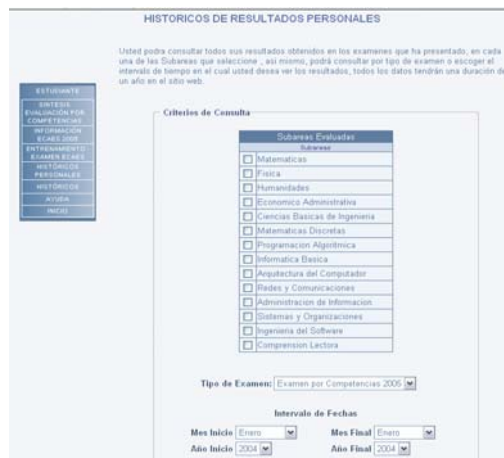 HISTORICOS DE RESULTADOS PERSONALES
Usted podra consultar todos sus resultados obtenidos en los examenes que ha presentado, en cada
una de las Subareas que seleccione , asi mismo, podrá consultar por tipo de examen o escoger el
intervalo de tiempo en el cual usted desea ver los resultados, todos los datos tendrán una duración de
un año en el sitio web.
ESTUDIANTE
SINTESIS
EVALUACIÓN POR
COMPETENCIAS
INFORMACIÓN
ECAES 2005
ENTRENAMIENTO
EXAMEN ECAES
HISTÓRICOS
PERSONALES
HISTÓRICOS
AYUDA
INICIO
Criterios de Consulta
Subareas Evaluadas
Subareas
Matematicas
Fisica
Humanidades
Economico Administrativa
Ciencias Basicas de Ingenieria
Matematicas Discretas
Programacion Algoritmica
Informatica Basica
Arquitectura del Computador
Redes y Comunicaciones
Administracion de Informacion
Sistemas y Organizaciones
Ingenieria del Software
Comprension Lectora
Tipo de Examen: Examen por Competencias 2005
Intervalo de Fechas
Mes Inicio Enero Mes Final Enero
Año Inicio 2004 Año Final 2004